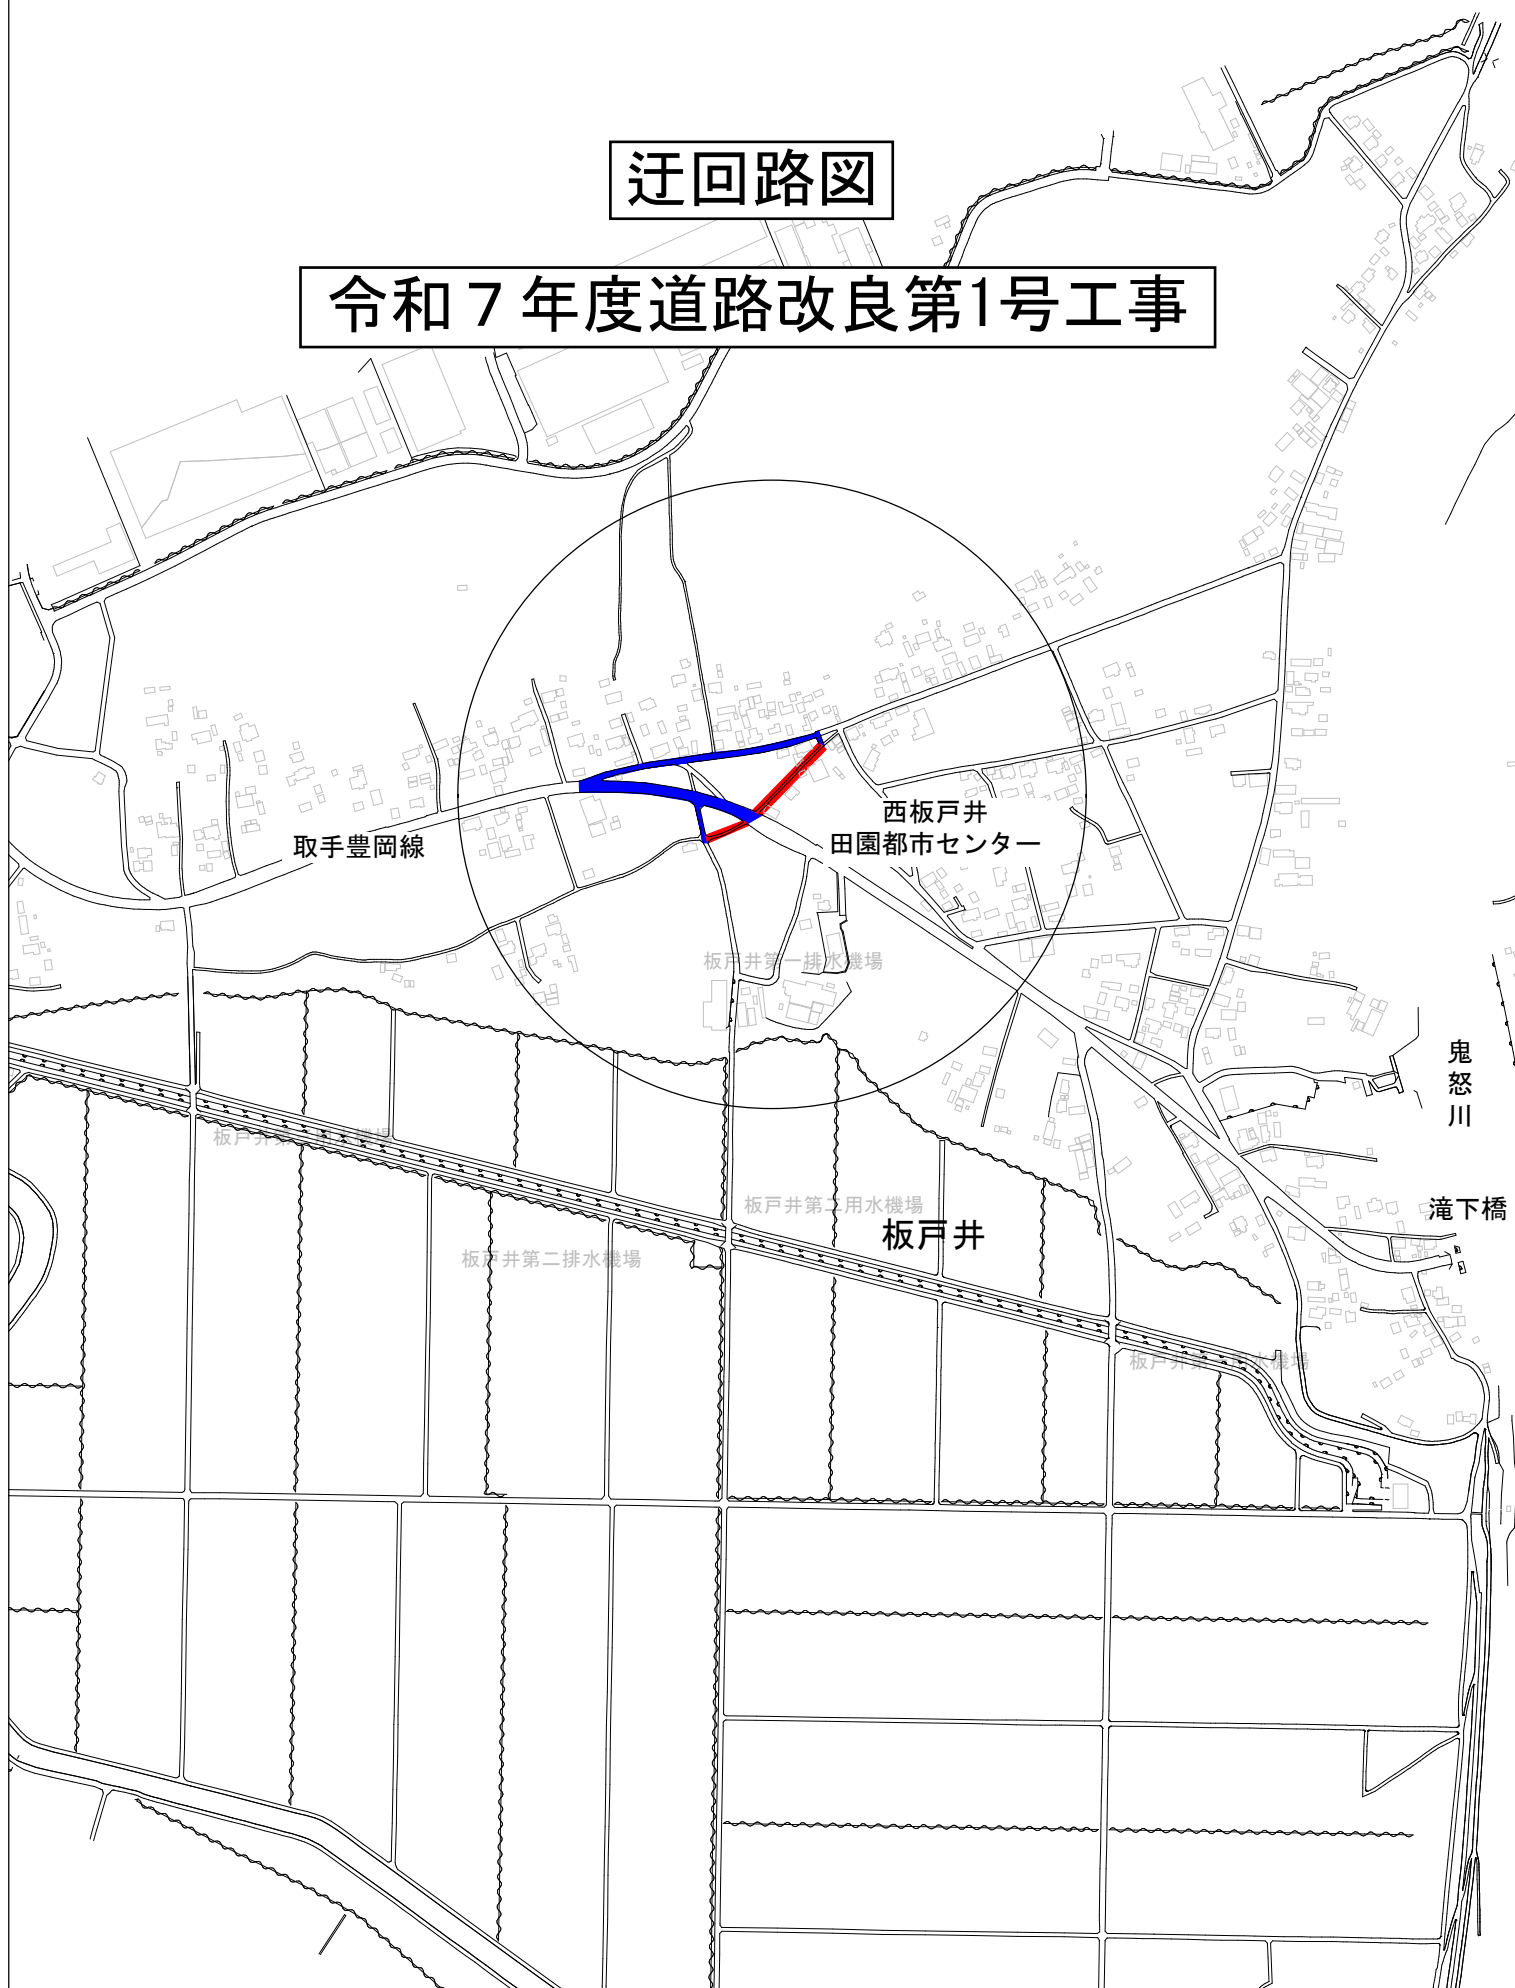 迂回路図
令和７年度道路改良第1号工事
西板戸井
田園都市センター
取手豊岡線
板戸井第一排水機場
鬼怒川
板戸井第二用水機場
滝下橋
板戸井
板戸井第二排水機場